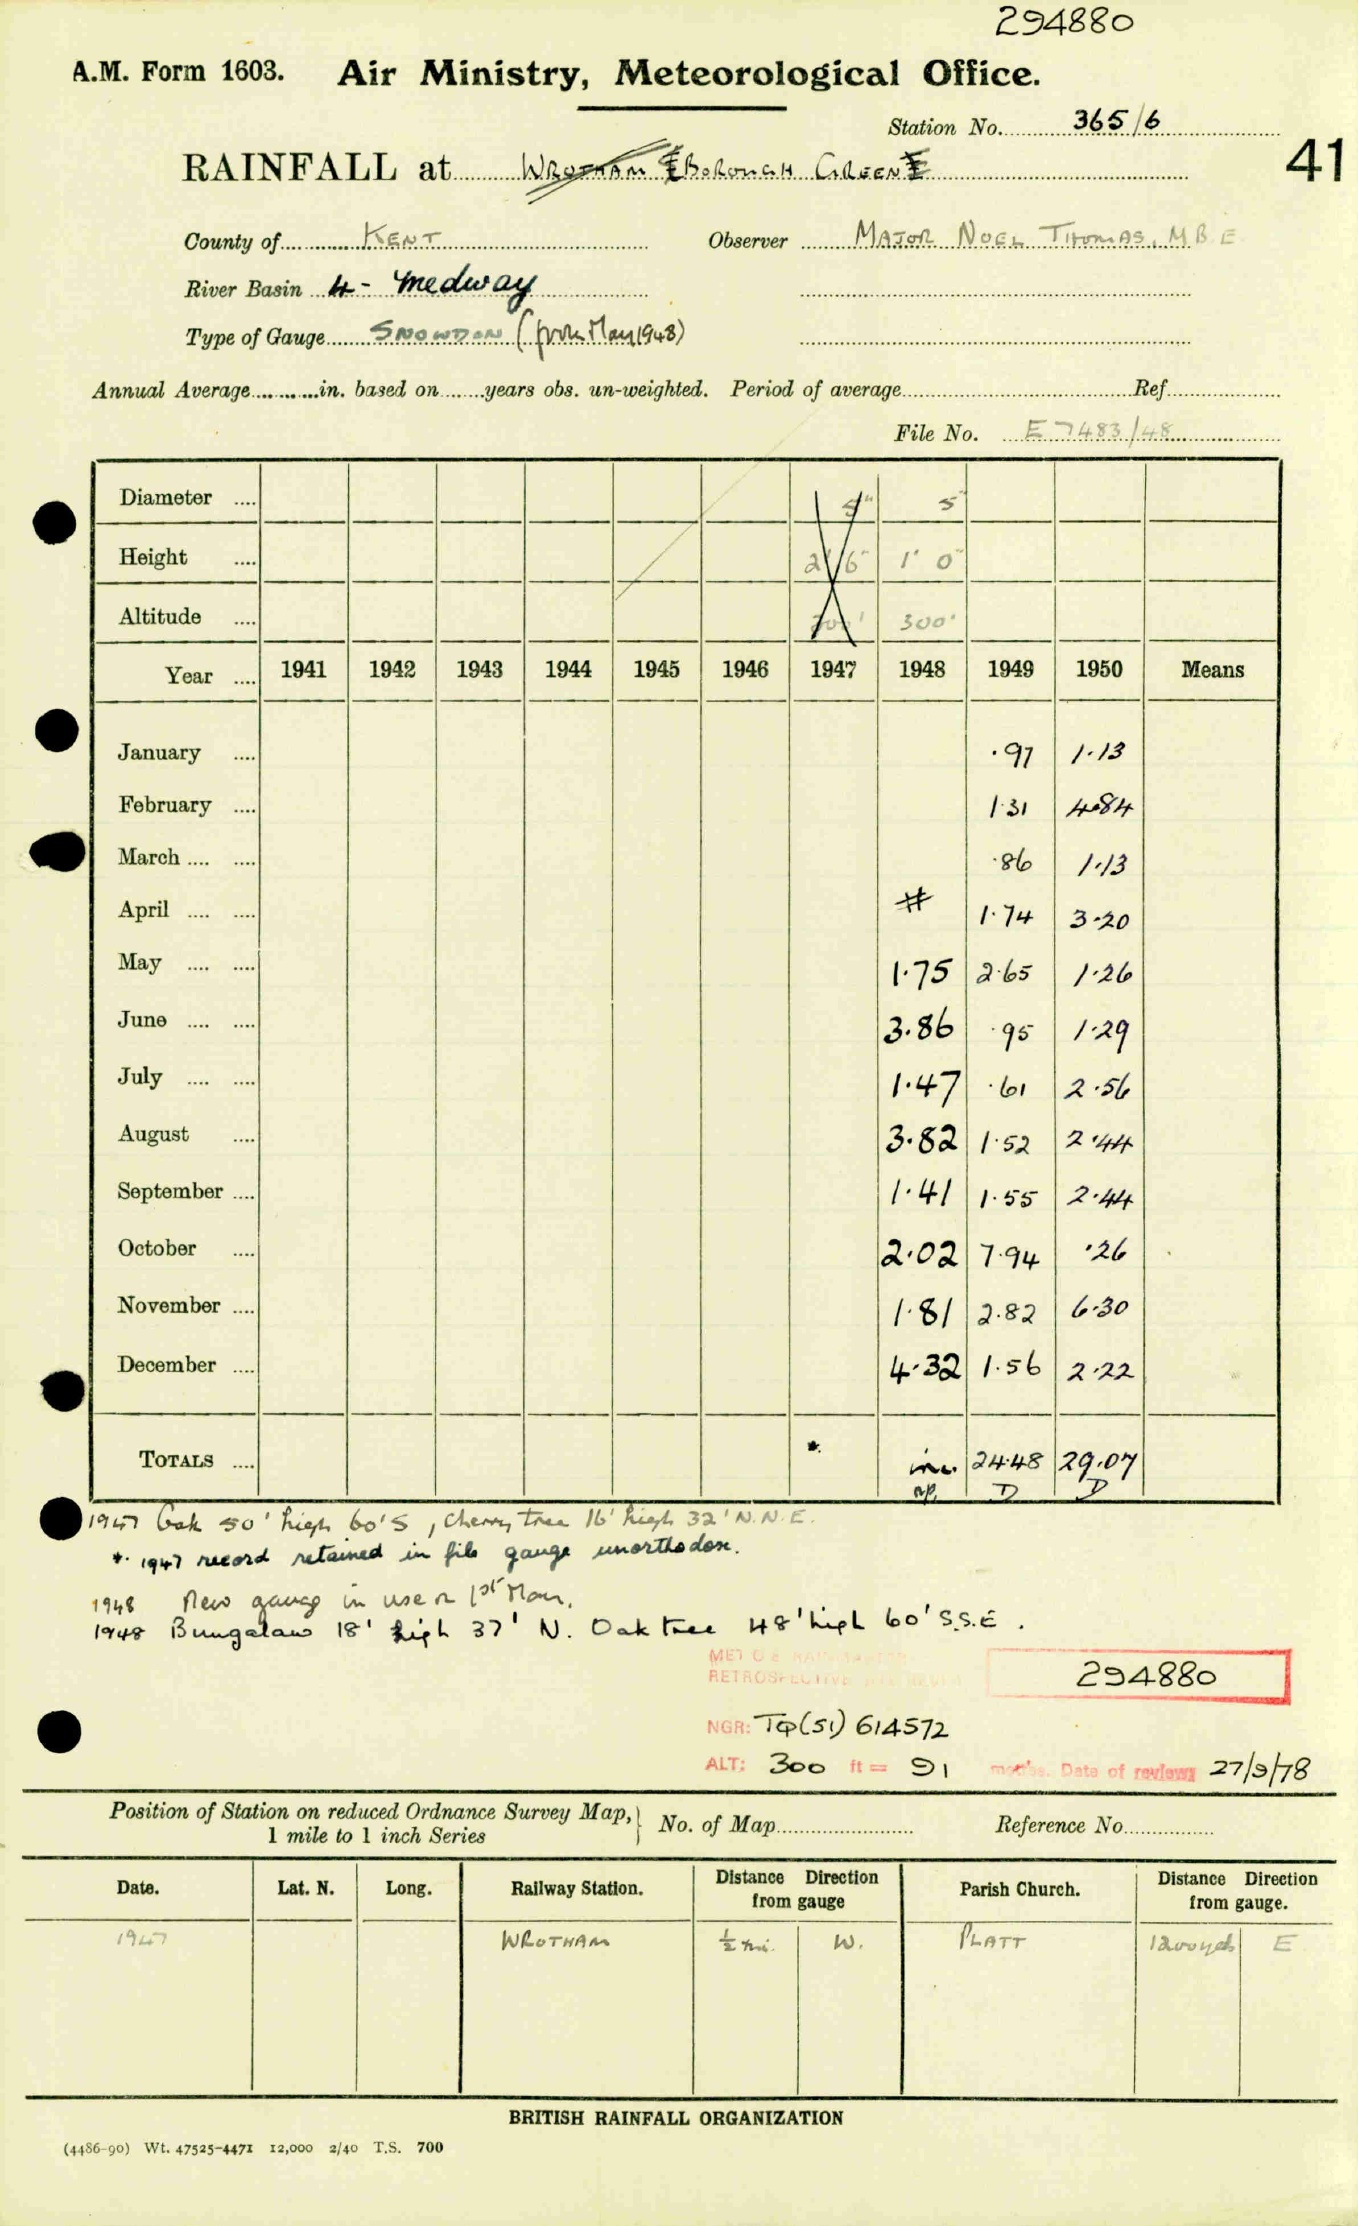 294880
A.M. Form 1603. Air Ministry, Meteorological Office.
Station No. 365/6
41
RAINFALL at WROTHAM (BOROUGH GREEN)
County of KENT Observer MAJOR NOEL THOMAS, M.B.E
River Basin 4 - Medway
Type of Gauge SNOWDON (from May 1948)
Annual Average ........ in. based on ...... years obs. un-weighted. Period of average ........ Ref.
File No. E 7483/48
Diameter .... 5" 5"
Height .... 2' 6" 1' 0"
Altitude .... 300' 300'
Year .... 1941 1942 1943 1944 1945 1946 1947 1948 1949 1950 Means
January .... .97 1.13
February .... 1.31 4.84
March .... .... .86 1.13
April .... .... # 1.74 3.20
May .... .... 1.75 2.65 1.26
June .... .... 3.86 .95 1.29
July .... .... 1.47 .61 2.56
August .... 3.82 1.52 2.44
September .... 1.41 1.55 2.44
October .... 2.02 7.94 .26
November .... 1.81 2.82 6.30
December .... 4.32 1.56 2.22
TOTALS .... * inc. 24.48 29.07
D D
1947 Oak 50' high 60' S, Cherry tree 16' high 32' N.N.E.
* 1947 record retained in file gauge unorthodox.
1948 New gauge in use on 1st May.
1948 Bungalow 18' high 37' N. Oak tree 48' high 60' S.S.E.
MET O 8 RAINMASTER
RETROSPECTIVE
294880
NGR: TQ(51) 614572
ALT: 300 ft = 91 metres. Date of review 27/9/78
Position of Station on reduced Ordnance Survey Map, 1 mile to 1 inch Series No. of Map Reference No.
Date. Lat. N. Long. Railway Station. Distance Direction from gauge Parish Church. Distance Direction from gauge.
1947 WROTHAM ½ mi. W. PLATT 1200 yds E
BRITISH RAINFALL ORGANIZATION
(4486-90) Wt. 47525-4471 12,000 2/40 T.S. 700